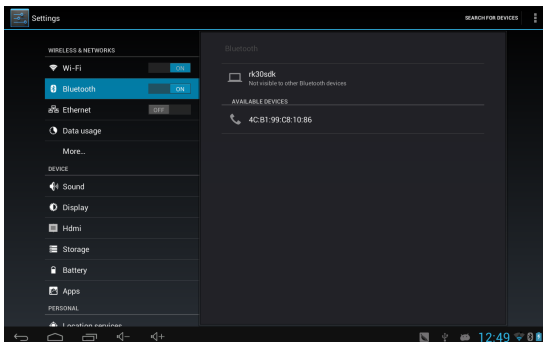 Settings
SEARCH FOR DEVICES
WIRELESS & NETWORKS
Wi-Fi
ON
Bluetooth
ON
Ethernet
OFF
Data usage
More...
DEVICE
Sound
Display
Hdmi
Storage
Battery
Apps
PERSONAL
Location services
Bluetooth
rk30sdk
Not visible to other Bluetooth devices
AVAILABLE DEVICES
4C:B1:99:C8:10:86
12:49